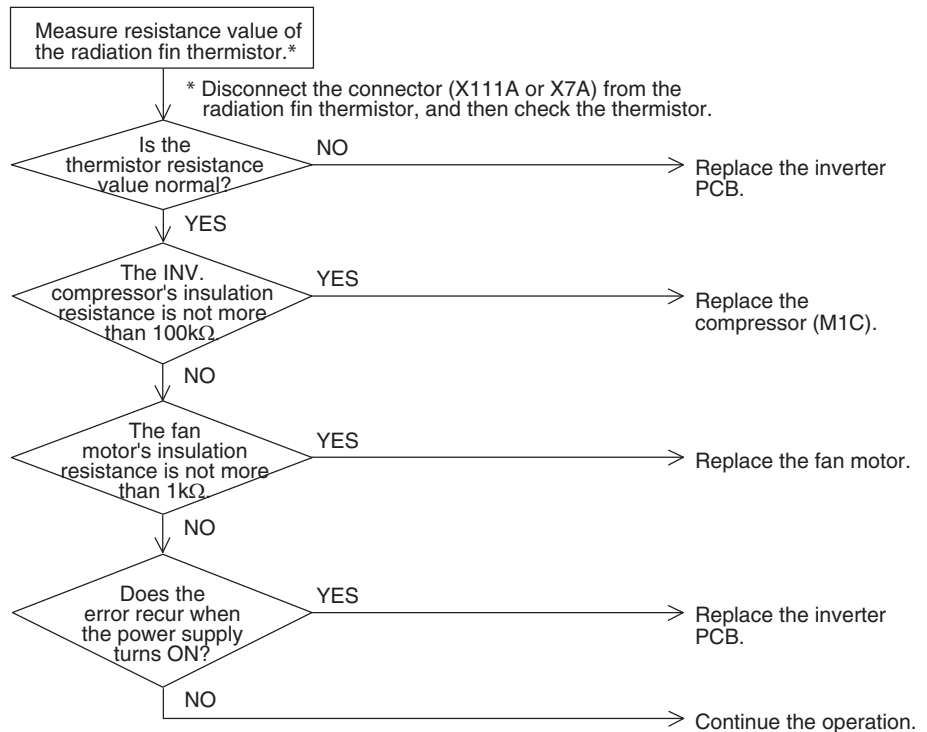 Measure resistance value of
the radiation fin thermistor.*
* Disconnect the connector (X111A or X7A) from the
radiation fin thermistor, and then check the thermistor.
Is the
thermistor resistance
value normal?
NO
Replace the inverter
PCB.
YES
The INV.
compressor's insulation
resistance is not more
than 100kΩ.
YES
Replace the
compressor (M1C).
NO
The fan
motor's insulation
resistance is not more
than 1kΩ.
YES
Replace the fan motor.
NO
Does the
error recur when
the power supply
turns ON?
YES
Replace the inverter
PCB.
NO
Continue the operation.